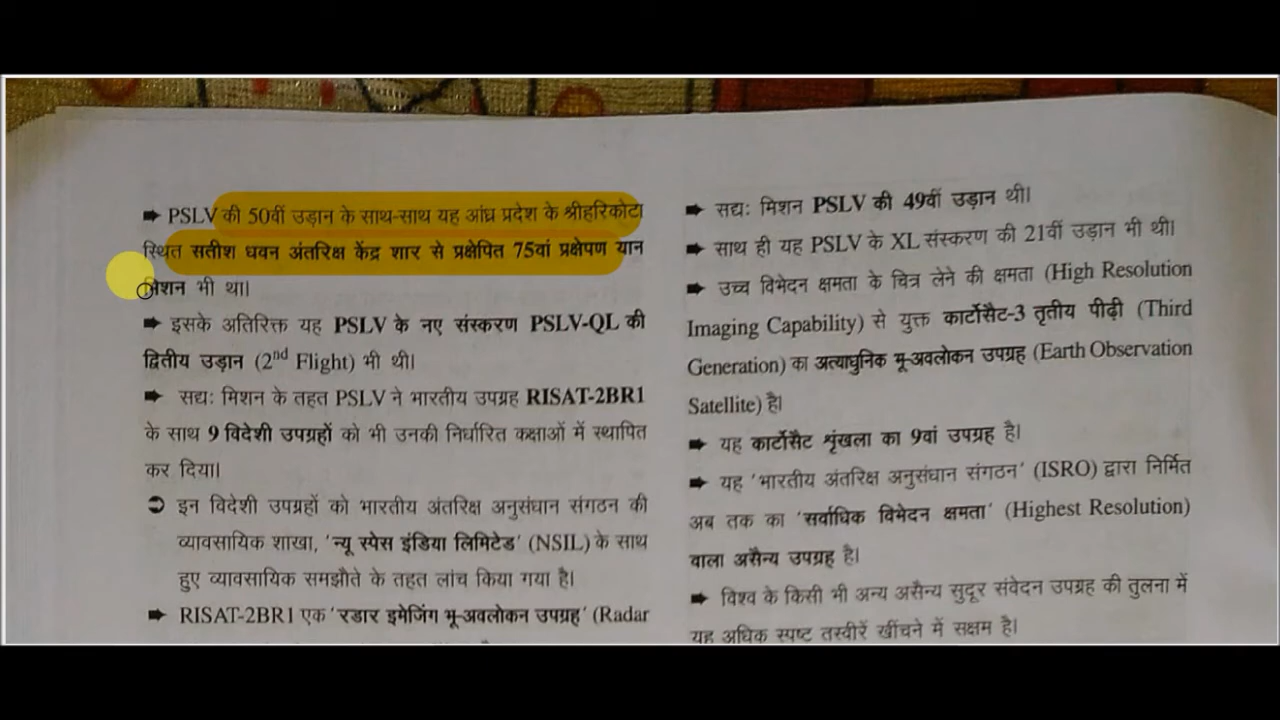 ➡ PSLV की 50वीं उड़ान के साथ-साथ यह आंध्र प्रदेश के श्रीहरिकोटा
स्थित सतीश धवन अंतरिक्ष केंद्र शार से प्रक्षेपित 75वां प्रक्षेपण यान
मिशन भी था।
➡ इसके अतिरिक्त यह PSLV के नए संस्करण PSLV-QL की
द्वितीय उड़ान (2nd Flight) भी थी।
➡ सद्यः मिशन के तहत PSLV ने भारतीय उपग्रह RISAT-2BR1
के साथ 9 विदेशी उपग्रहों को भी उनकी निर्धारित कक्षाओं में स्थापित
कर दिया।
➲ इन विदेशी उपग्रहों को भारतीय अंतरिक्ष अनुसंधान संगठन की
व्यावसायिक शाखा, 'न्यू स्पेस इंडिया लिमिटेड' (NSIL) के साथ
हुए व्यावसायिक समझौते के तहत लांच किया गया है।
➡ RISAT-2BR1 एक 'रडार इमेजिंग भू-अवलोकन उपग्रह' (Radar
➡ सद्यः मिशन PSLV की 49वीं उड़ान थी।
➡ साथ ही यह PSLV के XL संस्करण की 21वीं उड़ान भी थी।
➡ उच्च विभेदन क्षमता के चित्र लेने की क्षमता (High Resolution
Imaging Capability) से युक्त कार्टोसैट-3 तृतीय पीढ़ी (Third
Generation) का अत्याधुनिक भू-अवलोकन उपग्रह (Earth Observation
Satellite) है।
➡ यह कार्टोसैट शृंखला का 9वां उपग्रह है।
➡ यह 'भारतीय अंतरिक्ष अनुसंधान संगठन' (ISRO) द्वारा निर्मित
अब तक का 'सर्वाधिक विभेदन क्षमता' (Highest Resolution)
वाला असैन्य उपग्रह है।
➡ विश्व के किसी भी अन्य असैन्य सुदूर संवेदन उपग्रह की तुलना में
यह अधिक स्पष्ट तस्वीरें खींचने में सक्षम है।